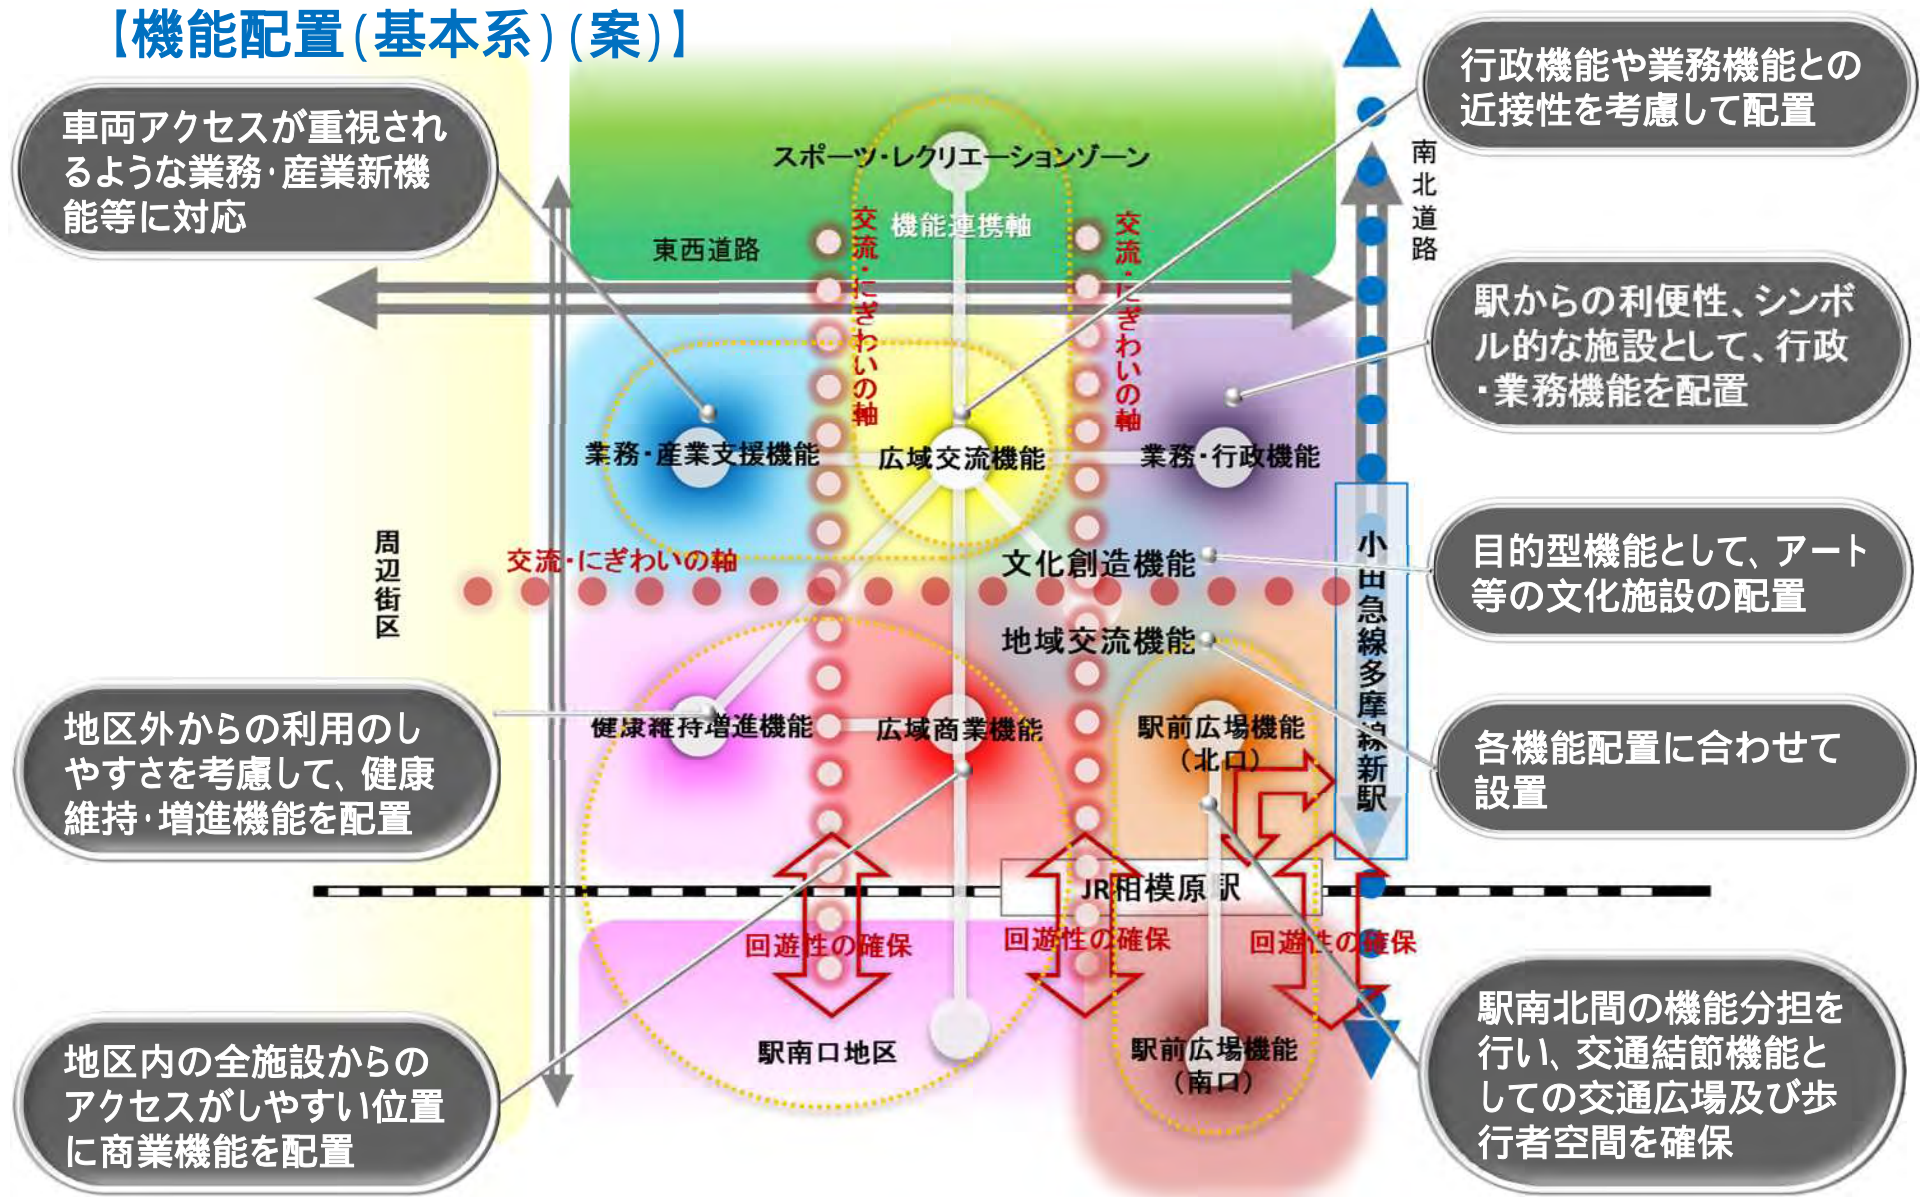 【機能配置(基本系)(案)】
車両アクセスが重視され
るような業務・産業新機
能等に対応
行政機能や業務機能との
近接性を考慮して配置
スポーツ・レクリエーションゾーン
機能連携軸
東西道路
南北道路
交流・にぎわいの軸
交流・にぎわいの軸
駅からの利便性、シンボ
ル的な施設として、行政
・業務機能を配置
業務・産業支援機能
広域交流機能
業務・行政機能
周辺街区
交流・にぎわいの軸
文化創造機能
目的型機能として、アート
等の文化施設の配置
小田急線多摩線新駅
地域交流機能
地区外からの利用のし
やすさを考慮して、健康
維持・増進機能を配置
健康維持増進機能
広域商業機能
駅前広場機能
(北口)
各機能配置に合わせて
設置
JR相模原駅
回遊性の確保
回遊性の確保
回遊性の確保
地区内の全施設からの
アクセスがしやすい位置
に商業機能を配置
駅南口地区
駅前広場機能
(南口)
駅南北間の機能分担を
行い、交通結節機能と
しての交通広場及び歩
行者空間を確保